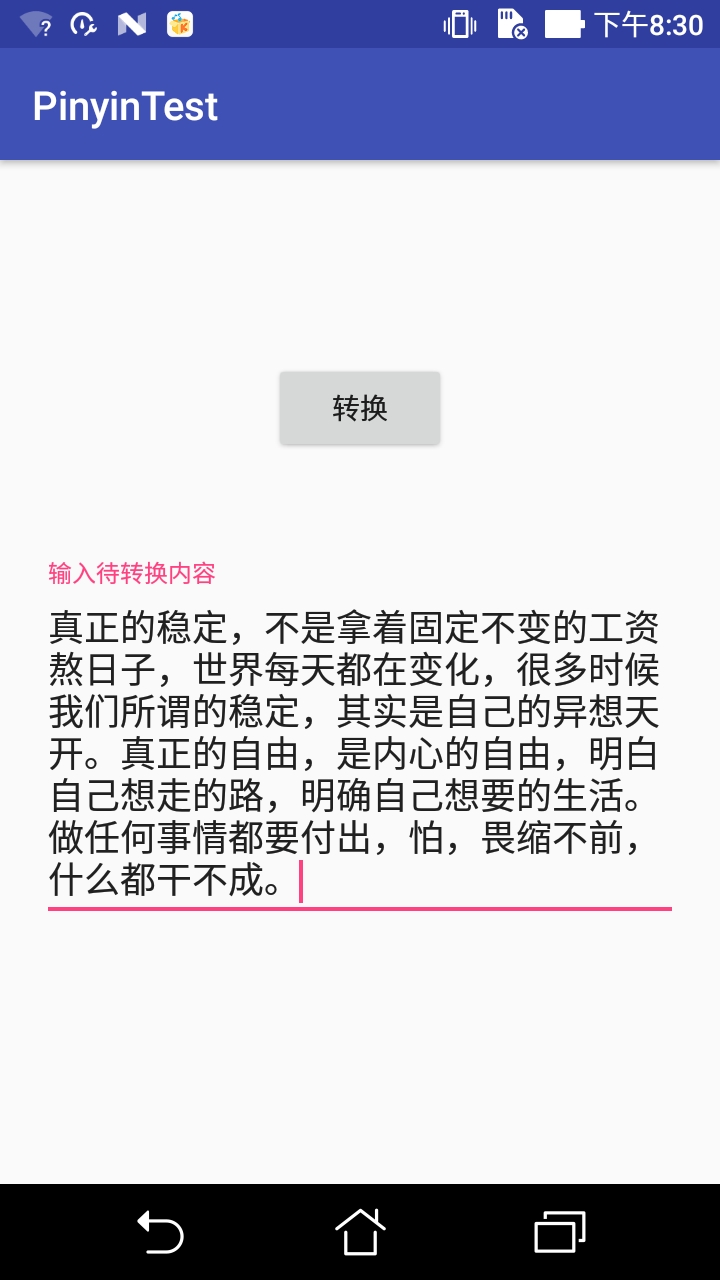 下午8:30
PinyinTest
转换
输入待转换内容
真正的稳定，不是拿着固定不变的工资
熬日子，世界每天都在变化，很多时候
我们所谓的稳定，其实是自己的异想天
开。真正的自由，是内心的自由，明白
自己想走的路，明确自己想要的生活。
做任何事情都要付出，怕，畏缩不前，
什么都干不成。